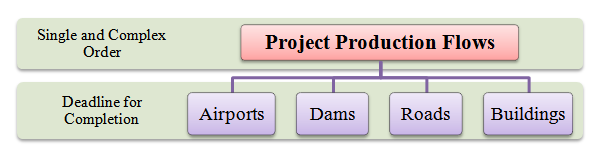 Single and Complex
Order
Project Production Flows
Deadline for
Completion
Airports
Dams
Roads
Buildings